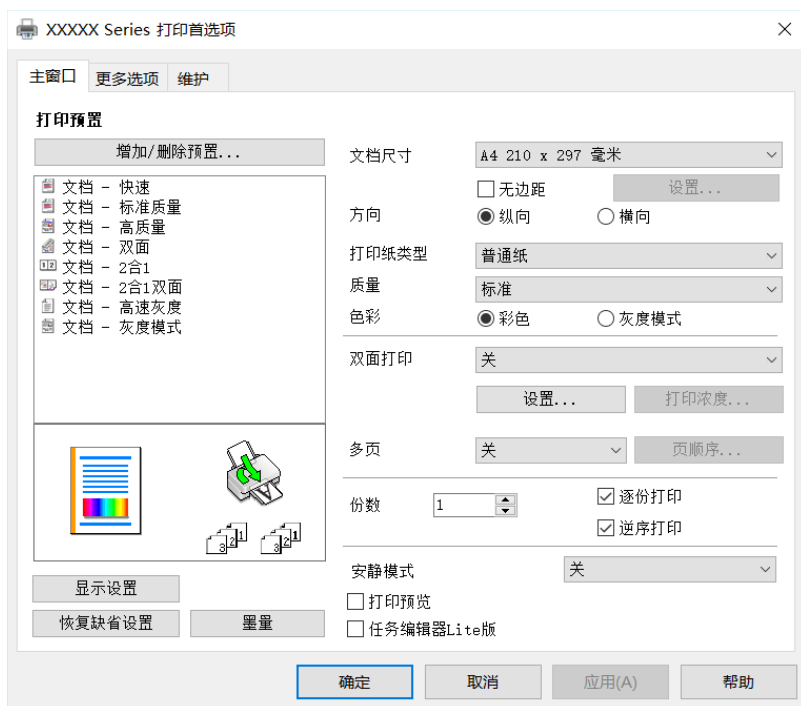 XXXXX Series 打印首选项
主窗口 更多选项 维护
打印预置
增加/删除预置...
文档 - 快速
文档 - 标准质量
文档 - 高质量
文档 - 双面
文档 - 2合1
文档 - 2合1双面
文档 - 高速灰度
文档 - 灰度模式
3 2 1 3 2 1
显示设置
恢复缺省设置 墨量
文档尺寸 A4 210 x 297 毫米
无边距 设置...
方向 纵向 横向
打印纸类型 普通纸
质量 标准
色彩 彩色 灰度模式
双面打印 关
设置... 打印浓度...
多页 关 页顺序...
份数 1 逐份打印
逆序打印
安静模式 关
打印预览
任务编辑器Lite版
确定 取消 应用(A) 帮助